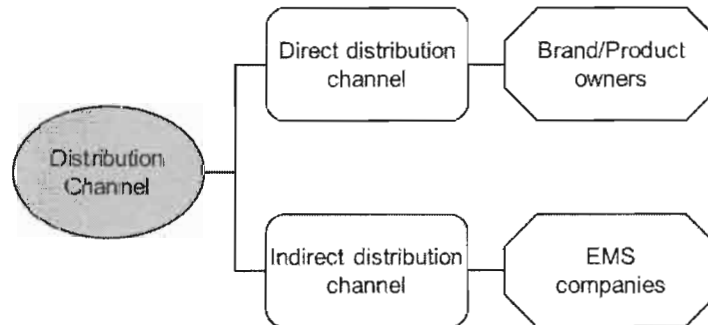 Direct distribution
channel
Brand/Product
owners
Distribution
Channel
Indirect distribution
channel
EMS
companies